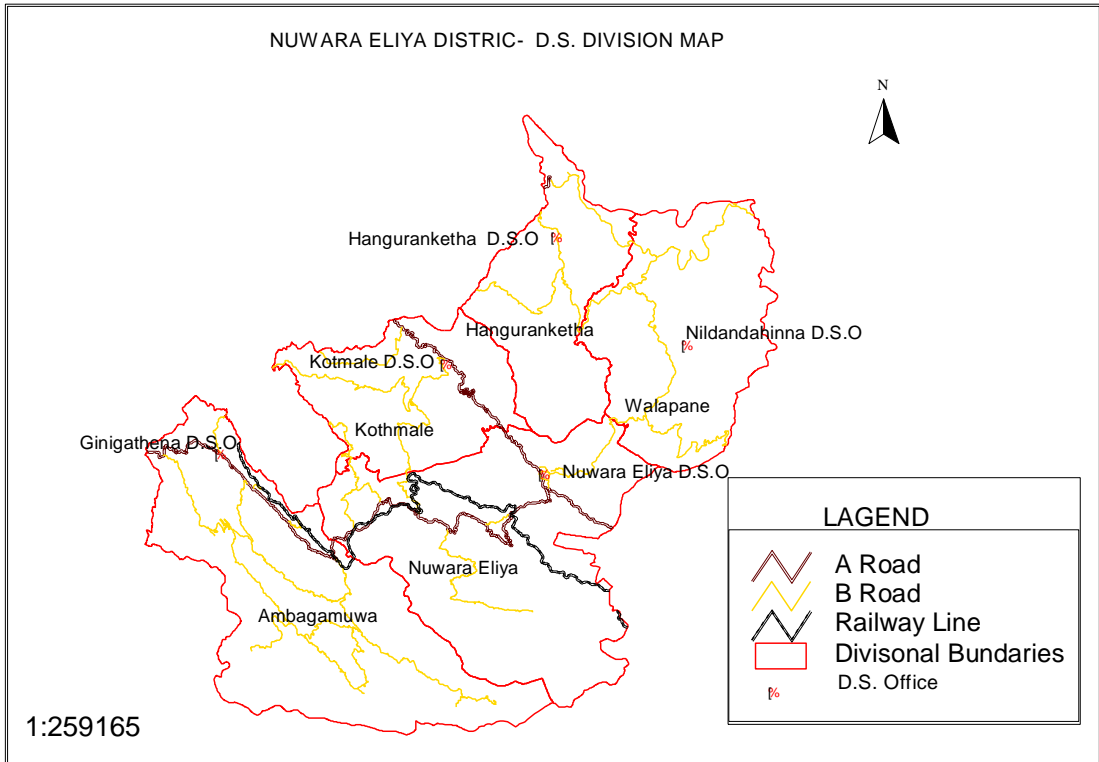 NUWARA ELIYA DISTRIC- D.S. DIVISION MAP
N
Hanguranketha D.S.O
Hanguranketha
Nildandahinna D.S.O
Kotmale D.S.O
Walapane
Kothmale
Ginigathena D.S.O
Nuwara Eliya D.S.O
Nuwara Eliya
Ambagamuwa
LAGEND
A Road
B Road
Railway Line
Divisonal Bundaries
D.S. Office
1:259165